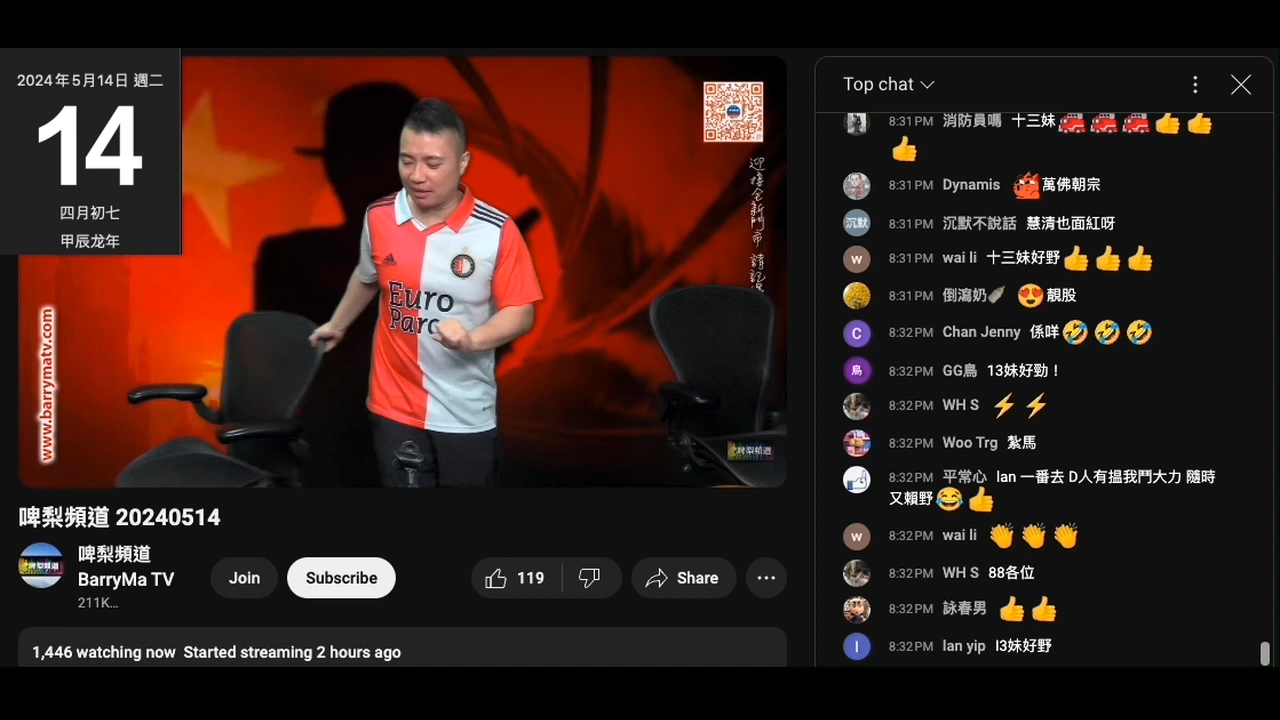 2024年5月14日 週二
14
四月初七
甲辰龙年
www.barrymatv.com
迎接全新門市
Euro
Parc
啤梨頻道
啤梨頻道 20240514
啤梨頻道
BarryMa TV
211K...
Join
Subscribe
119
Share
1,446 watching now Started streaming 2 hours ago
Top chat
8:31 PM 消防員嗎 十三妹🚒🚒🚒👍👍
👍
8:31 PM Dynamis 萬佛朝宗
沉默
8:31 PM 沉默不說話 慧清也面紅呀
W
8:31 PM wai li 十三妹好野👍👍👍
8:31 PM 倒瀉奶🍼 😍靚股
C
8:32 PM Chan Jenny 係咩🤣🤣🤣
鳥
8:32 PM GG鳥 13妹好勁！
8:32 PM WH S ⚡⚡
8:32 PM Woo Trg 紮馬
8:32 PM 平常心 Ian 一番去 D人有揾我鬥大力 隨時
又賴野😂👍
W
8:32 PM wai li 👏👏👏
8:32 PM WH S 88各位
8:32 PM 詠春男 👍👍
I
8:32 PM Ian yip I3妹好野